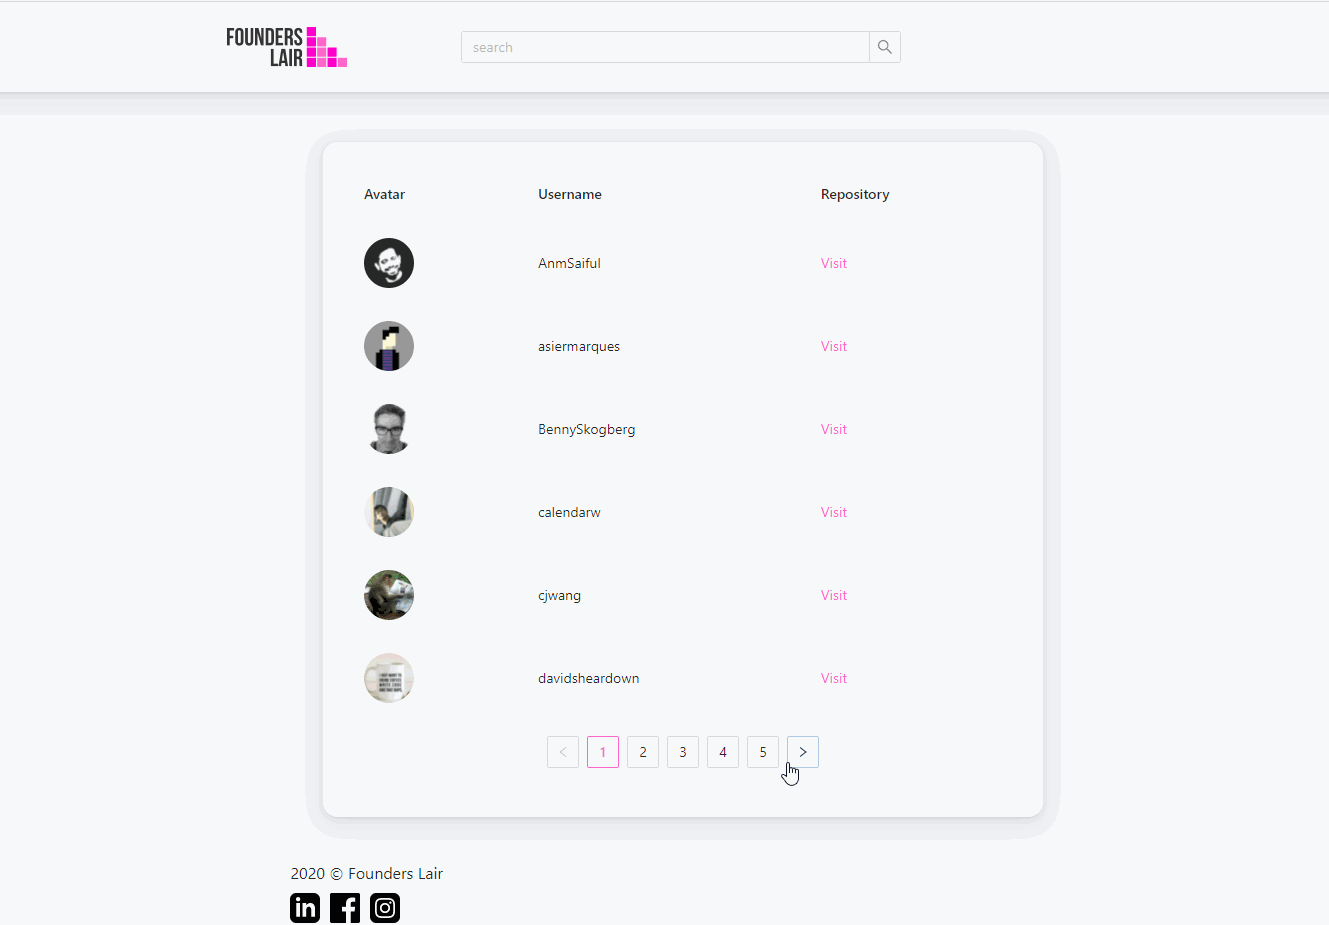 FOUNDERS
LAIR
search
Avatar Username Repository
AnmSaiful Visit
asiermarques Visit
BennySkogberg Visit
calendarw Visit
cjwang Visit
davidsheardown Visit
< 1 2 3 4 5 >
2020 © Founders Lair
in f